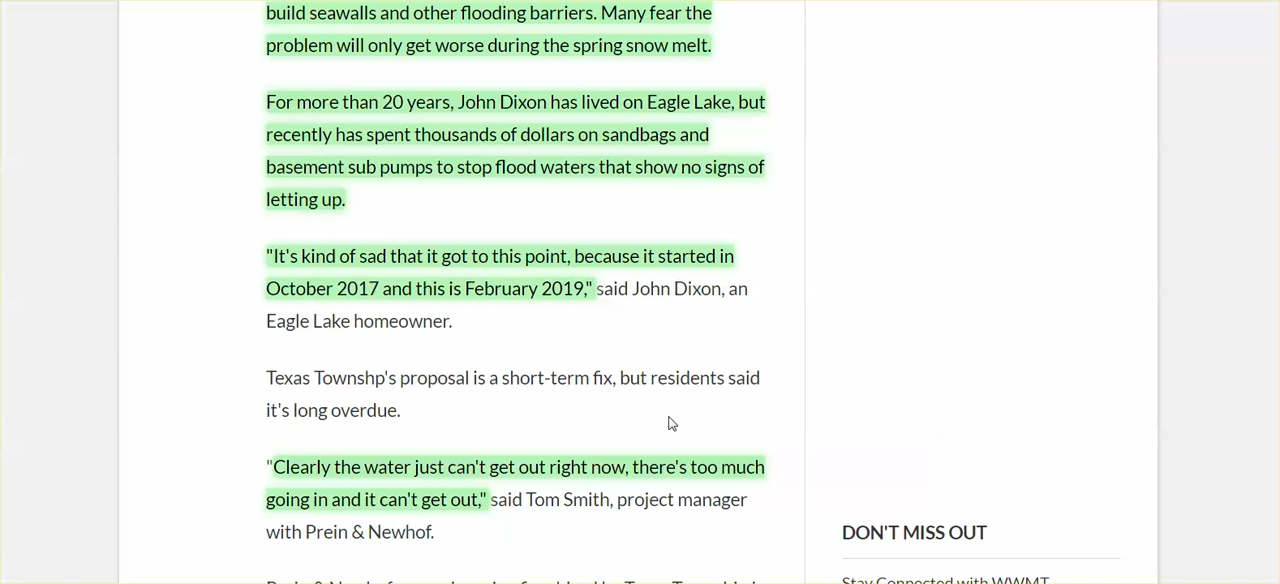 build seawalls and other flooding barriers. Many fear the
problem will only get worse during the spring snow melt.
For more than 20 years, John Dixon has lived on Eagle Lake, but
recently has spent thousands of dollars on sandbags and
basement sub pumps to stop flood waters that show no signs of
letting up.
"It's kind of sad that it got to this point, because it started in
October 2017 and this is February 2019," said John Dixon, an
Eagle Lake homeowner.
Texas Townshp's proposal is a short-term fix, but residents said
it's long overdue.
"Clearly the water just can't get out right now, there's too much
going in and it can't get out," said Tom Smith, project manager
with Prein & Newhof.
DON'T MISS OUT
Stay Connected with WWMT